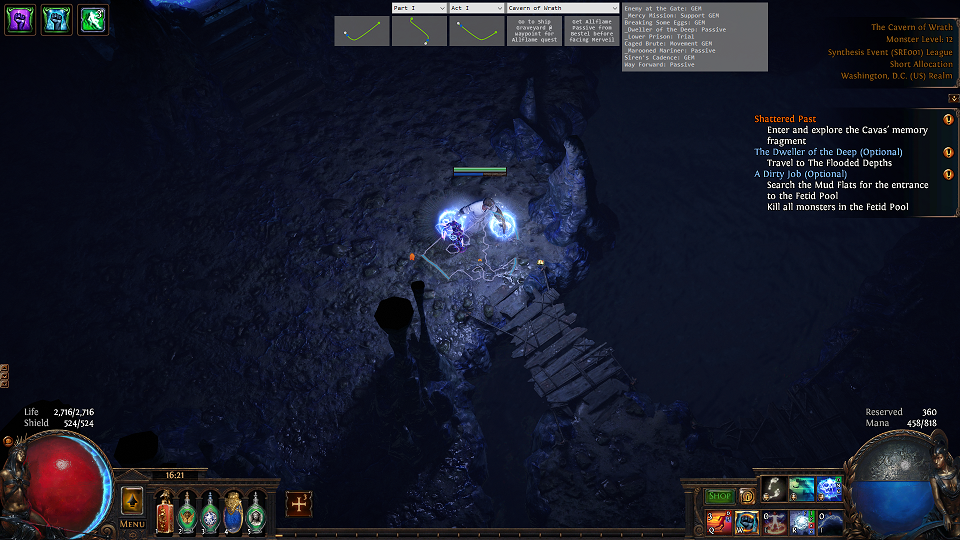 Part I
Act I
Cavern of Wrath
Go to Ship
Graveyard @
waypoint for
Allflame quest
Get Allflame
Passive from
Bestel before
facing Merveil
Enemy at the Gate: GEM
_Mercy Mission: Support GEM
Breaking Some Eggs: GEM
_Dweller of the Deep: Passive
_Lower Prison: Trial
Caged Brute: Movement GEM
_Marooned Mariner: Passive
Siren's Cadence: GEM
Way Forward: Passive
The Cavern of Wrath
Monster Level: 12
Synthesis Event (SRE001) League
Short Allocation
Washington, D.C. (US) Realm
Shattered Past
Enter and explore the Cavas' memory
fragment
The Dweller of the Deep (Optional)
Travel to The Flooded Depths
A Dirty Job (Optional)
Search the Mud Flats for the entrance
to the Fetid Pool
Kill all monsters in the Fetid Pool
Life 2,716/2,716
Shield 524/524
Reserved 360
Mana 458/818
16:21
Menu
2
3
4
5
Shop